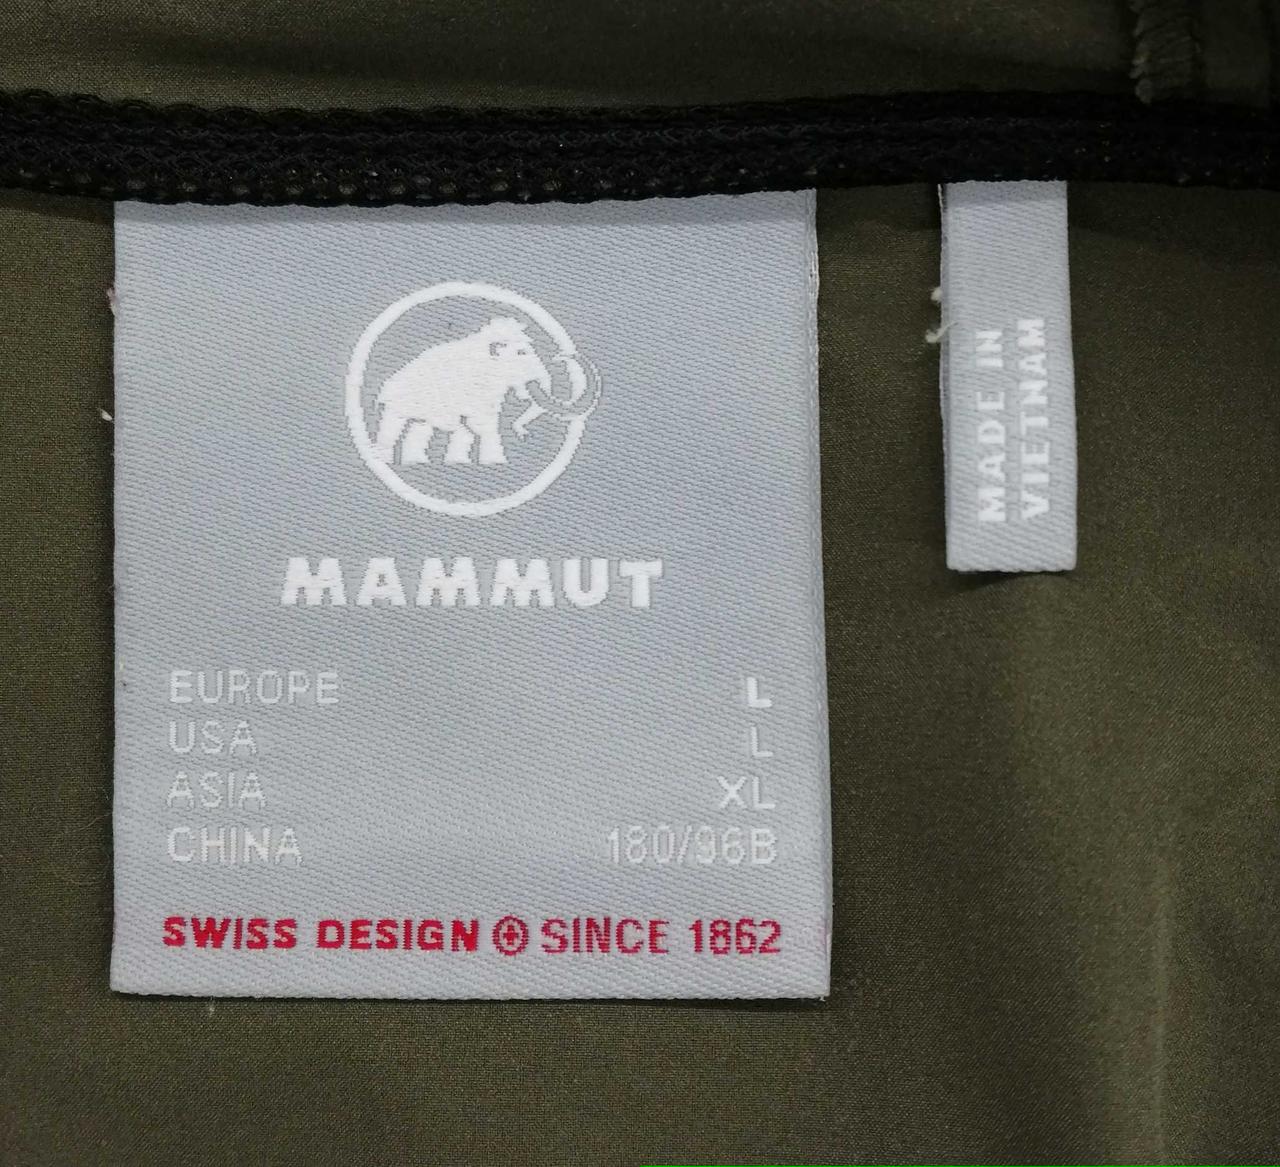 MAMMUT
EUROPE L
USA L
ASIA XL
CHINA 180/96B
SWISS DESIGN SINCE 1862
MADE IN
VIETNAM